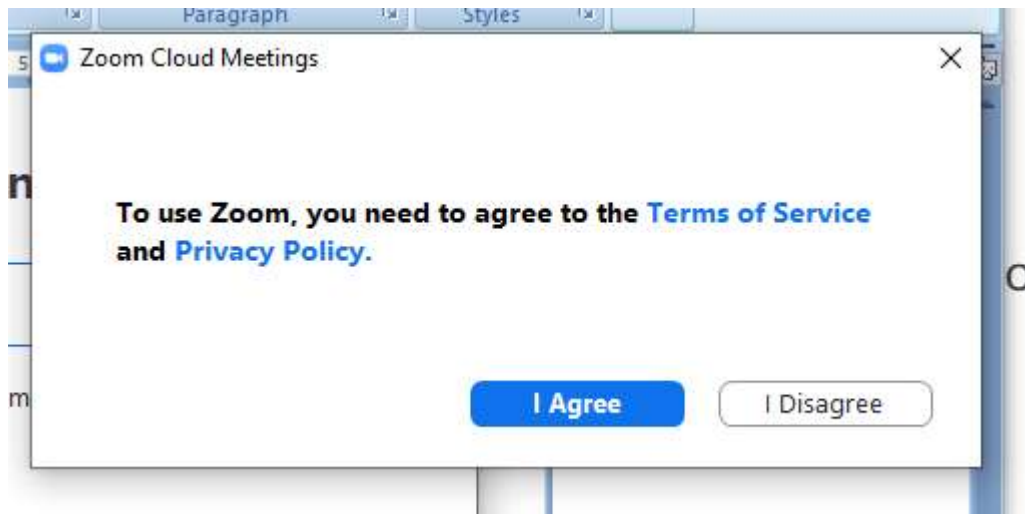 Paragraph Styles
5
Zoom Cloud Meetings
n
To use Zoom, you need to agree to the Terms of Service
and Privacy Policy.
m
I Agree I Disagree